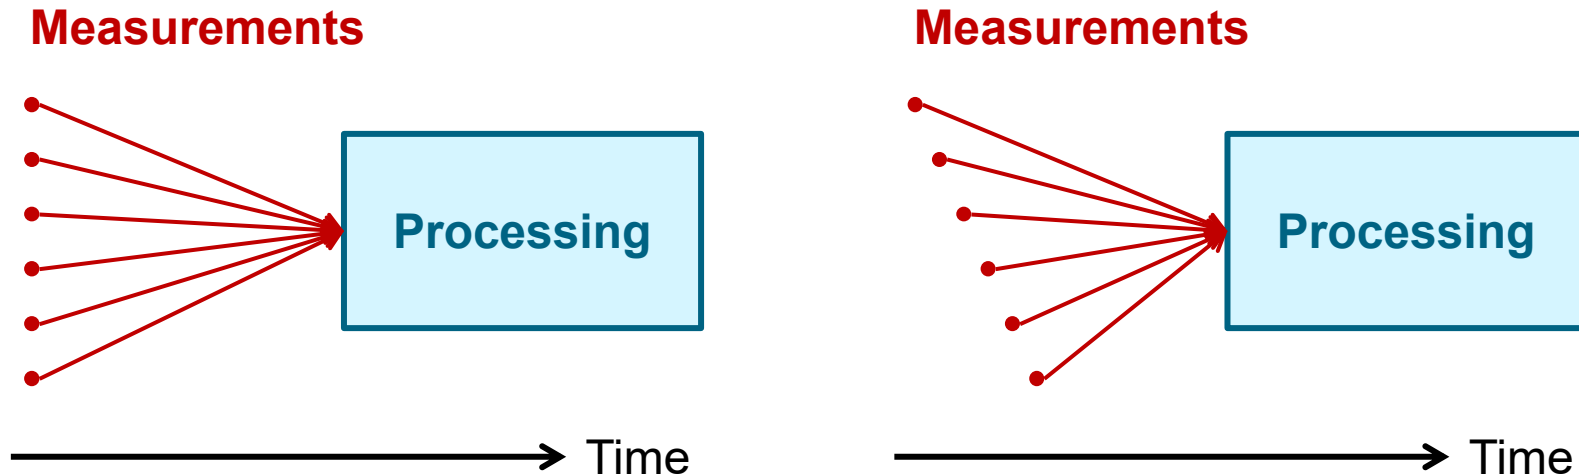 Measurements
Processing
Time
Measurements
Processing
Time